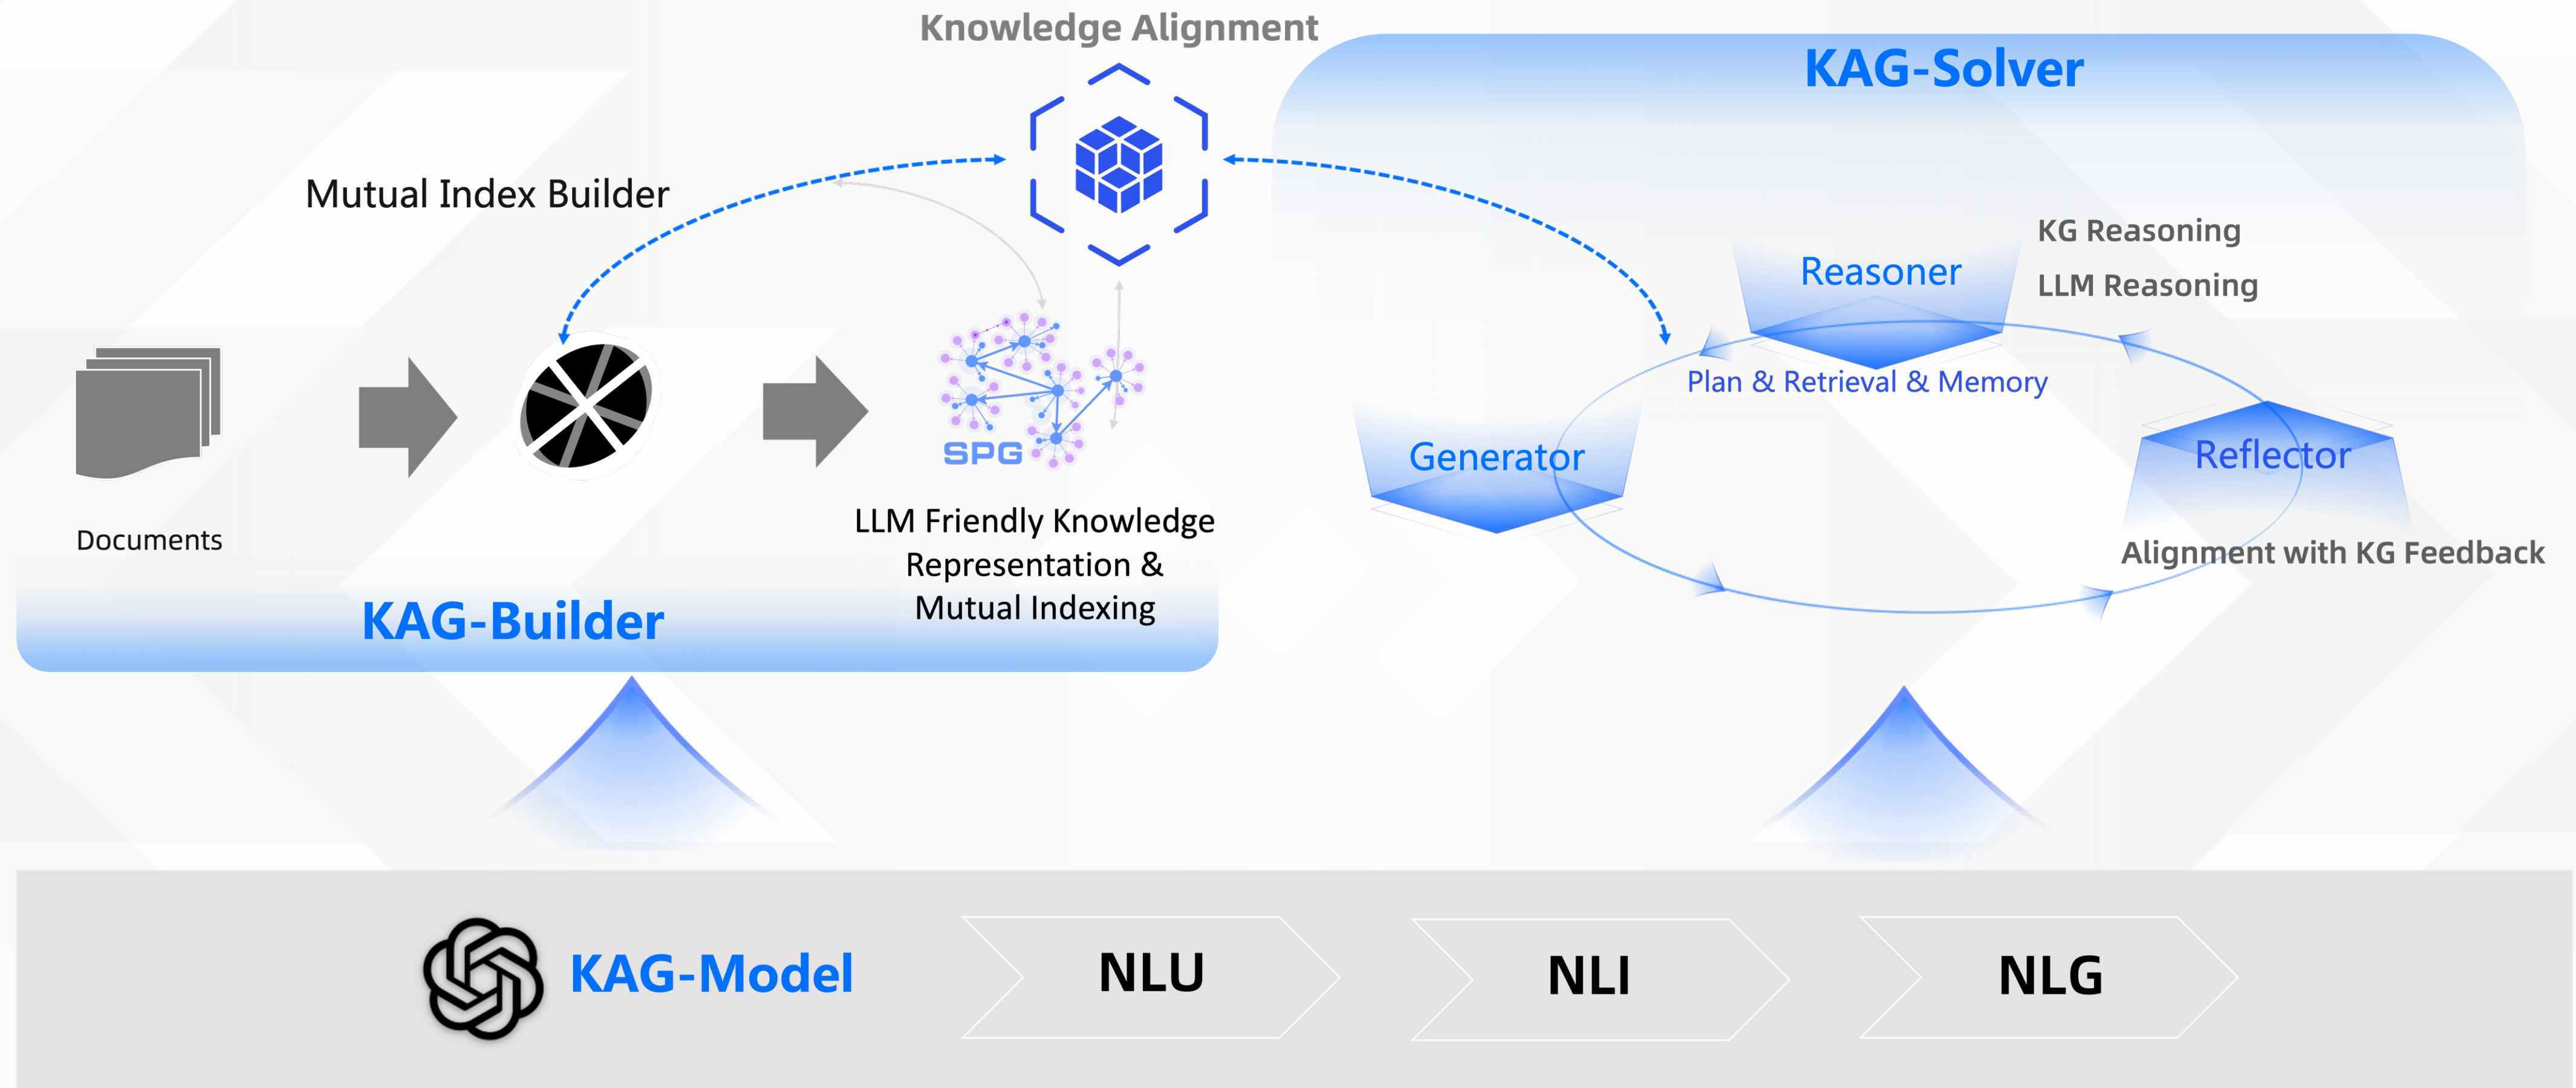 Knowledge Alignment
KAG-Solver
Mutual Index Builder
KG Reasoning
Reasoner
LLM Reasoning
Plan & Retrieval & Memory
Generator
Reflector
Alignment with KG Feedback
SPG
Documents
LLM Friendly Knowledge
Representation &
Mutual Indexing
KAG-Builder
KAG-Model
NLU
NLI
NLG